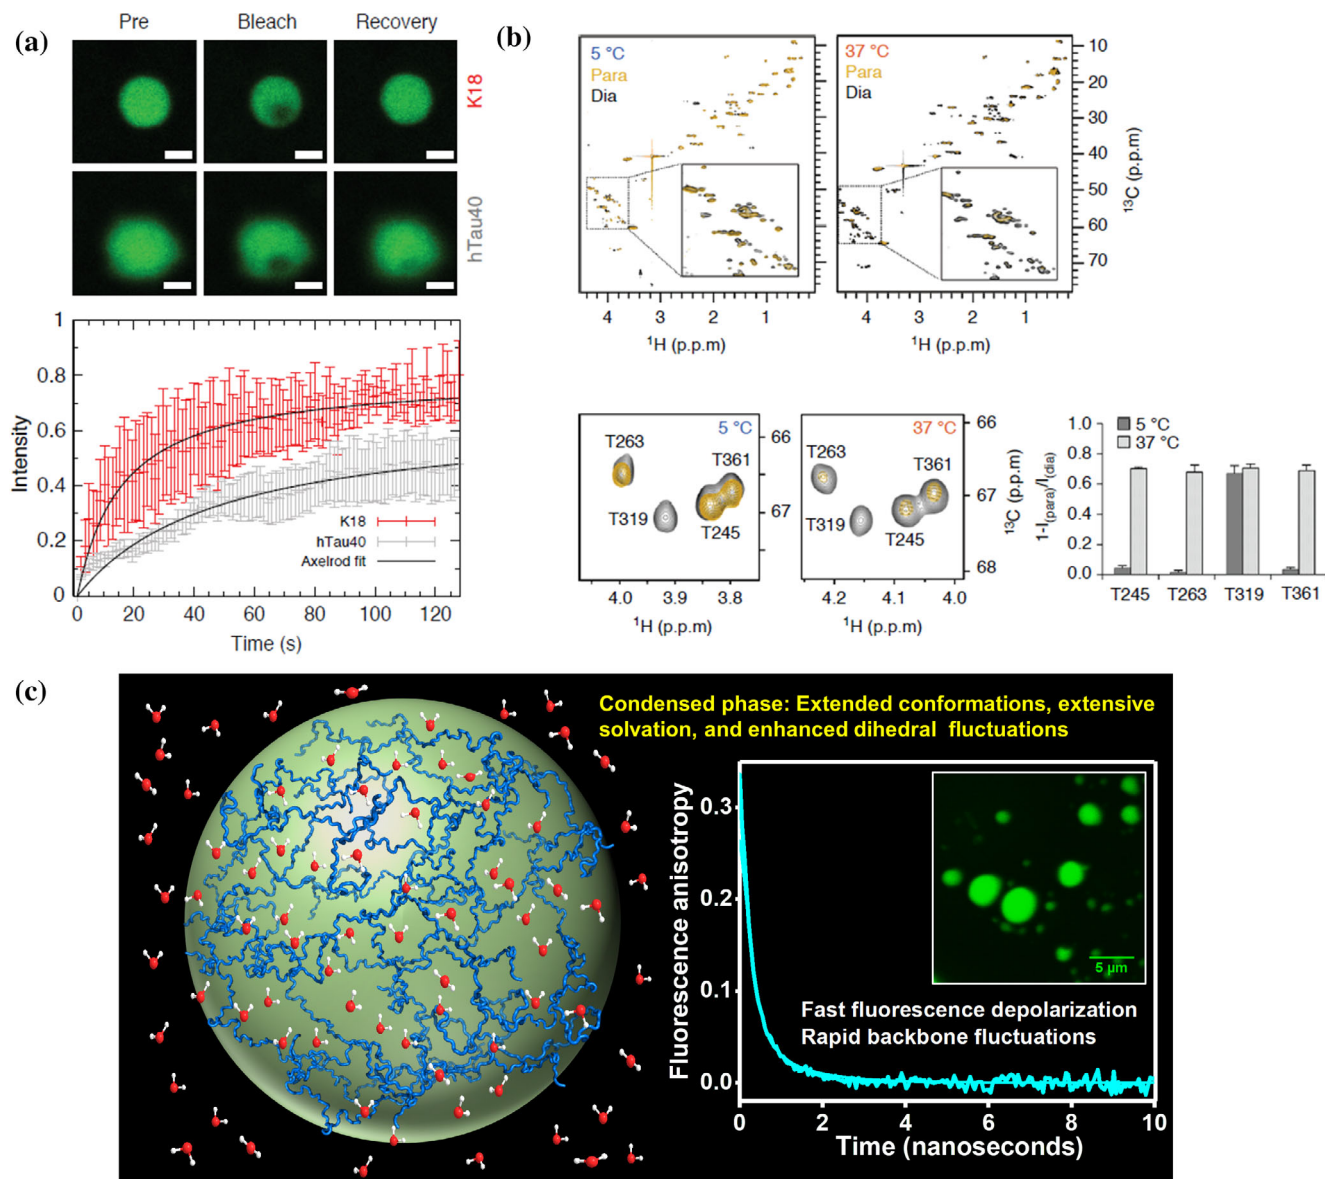 (a)
Pre Bleach Recovery
K18
hTau40
1
0.8
0.6
0.4
0.2
0
Intensity
K18
hTau40
Axelrod fit
0 20 40 60 80 100 120
Time (s)
(b)
5 °C
Para
Dia
37 °C
Para
Dia
10
20
30
40
50
60
70
¹³C (p.p.m)
4 3 2 1
4 3 2 1
¹H (p.p.m)
¹H (p.p.m)
5 °C
T263
T361
T319
T245
66
67
4.0 3.9 3.8
¹H (p.p.m)
37 °C
T263
T361
T319
T245
66
67
68
¹³C (p.p.m)
4.2 4.1 4.0
¹H (p.p.m)
5 °C
37 °C
1.0
0.8
0.6
0.4
0.2
0.0
1-I(para)/I(dia)
T245 T263 T319 T361
(c)
Condensed phase: Extended conformations, extensive
solvation, and enhanced dihedral fluctuations
Fluorescence anisotropy
0.3
0.2
0.1
0.0
5 µm
Fast fluorescence depolarization
Rapid backbone fluctuations
0 2 4 6 8 10
Time (nanoseconds)